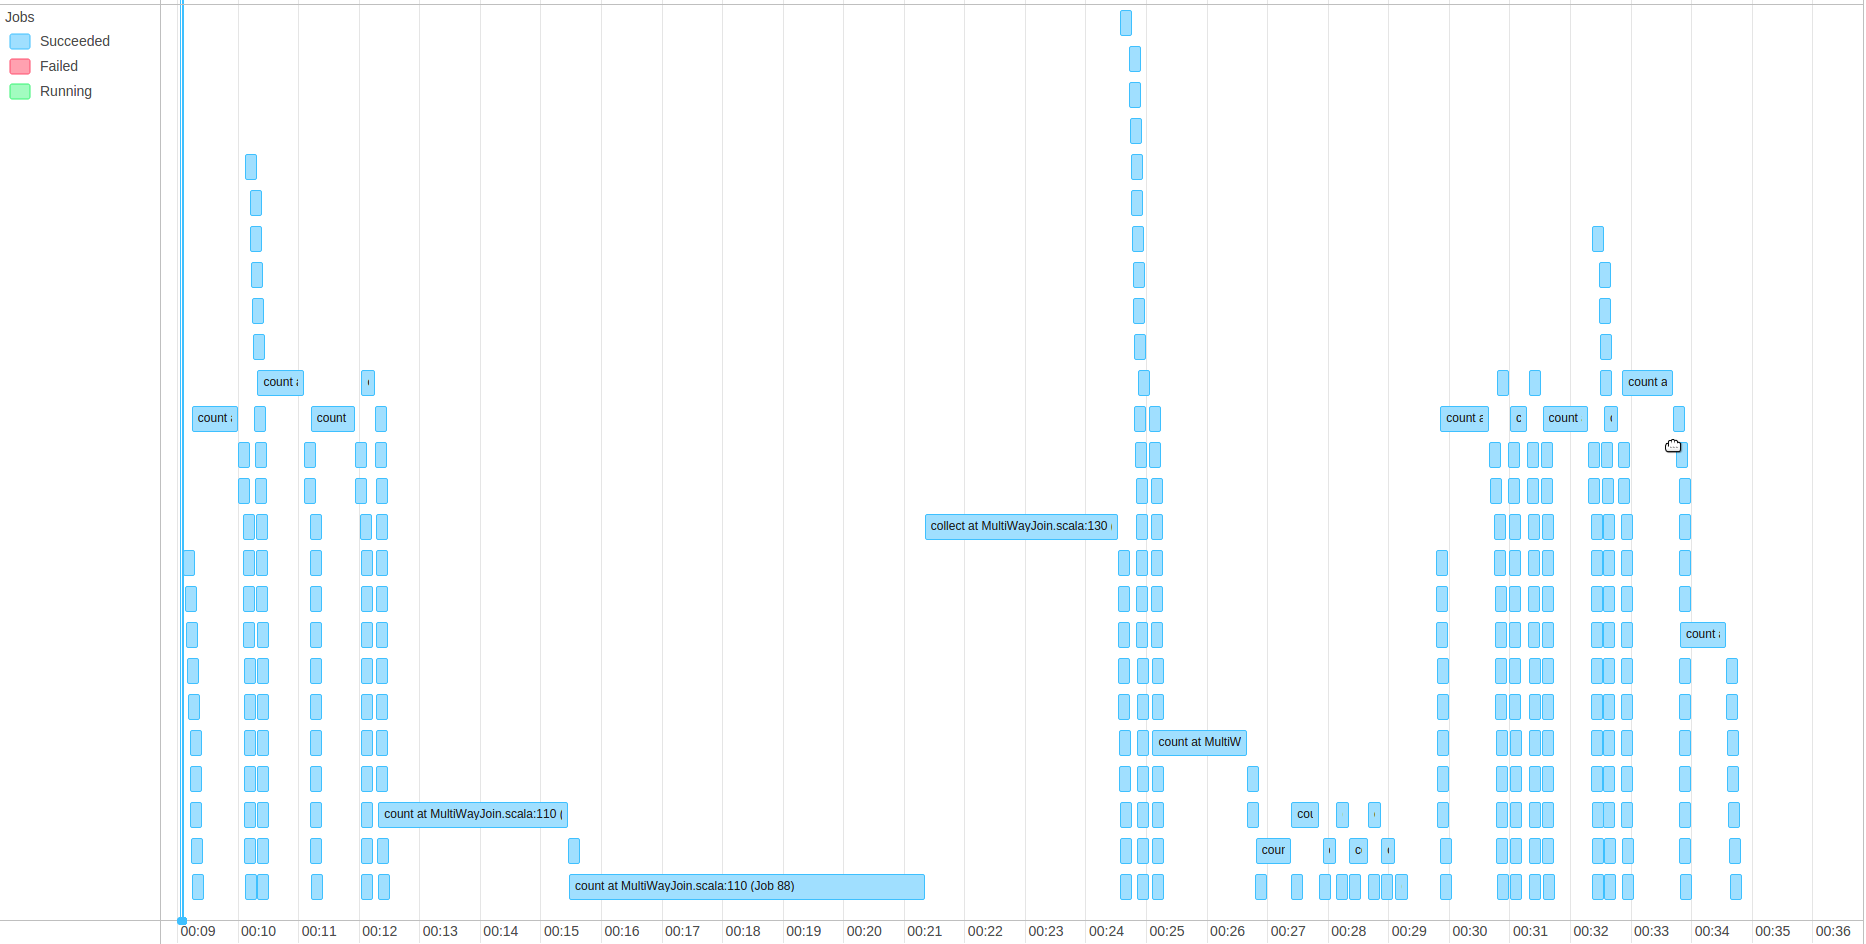 Jobs
Succeeded
Failed
Running
count
count
count
collect at MultiWayJoin.scala:130
count at MultiWayJoin.scala:110 (
count at MultiWayJoin.scala:110 (Job 88)
count at MultiW
cou
cour
c
count a
c
count
count a
count
00:09 00:10 00:11 00:12 00:13 00:14 00:15 00:16 00:17 00:18 00:19 00:20 00:21 00:22 00:23 00:24 00:25 00:26 00:27 00:28 00:29 00:30 00:31 00:32 00:33 00:34 00:35 00:36